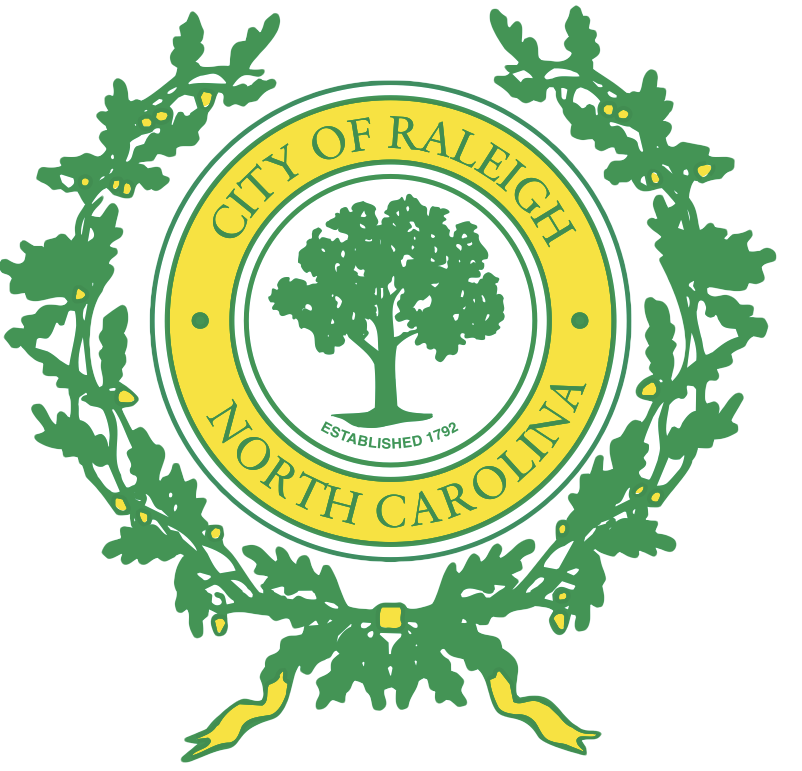 CITY OF RALEIGH
ESTABLISHED 1792
NORTH CAROLINA